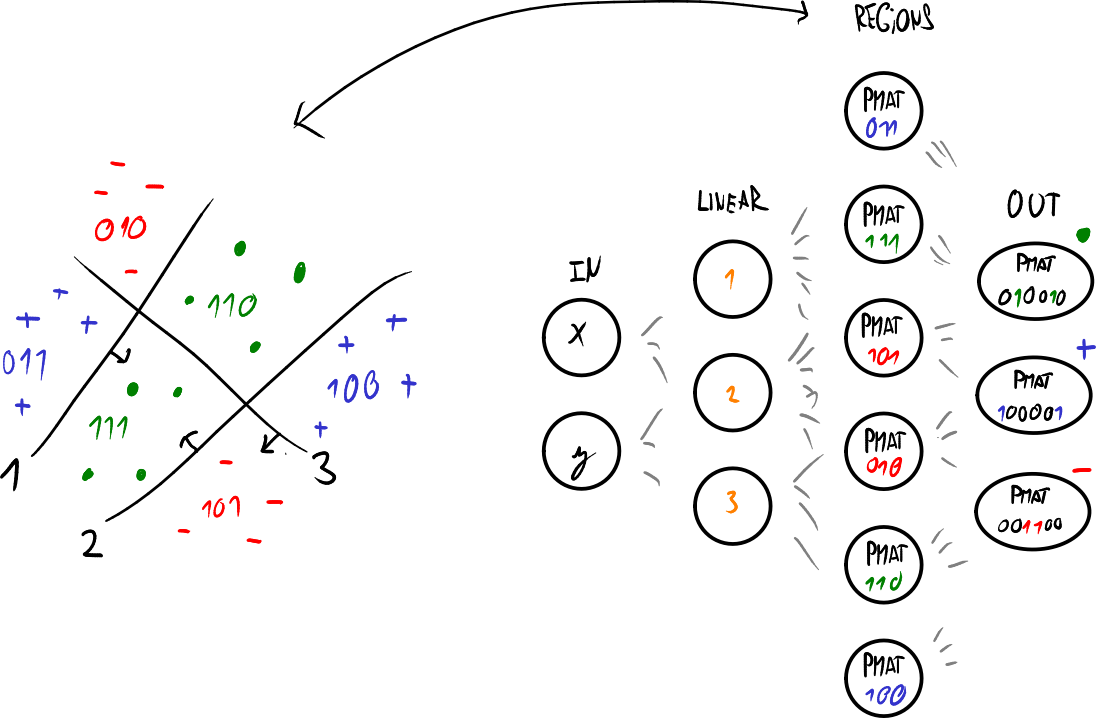 010
110
011
100
111
101
1
2
3
IN
X
y
LINEAR
1
2
3
REGIONS
PMAT
011
PMAT
111
PMAT
101
PMAT
010
PMAT
110
PMAT
100
OUT
PMAT
010010
PMAT
100001
PMAT
001100